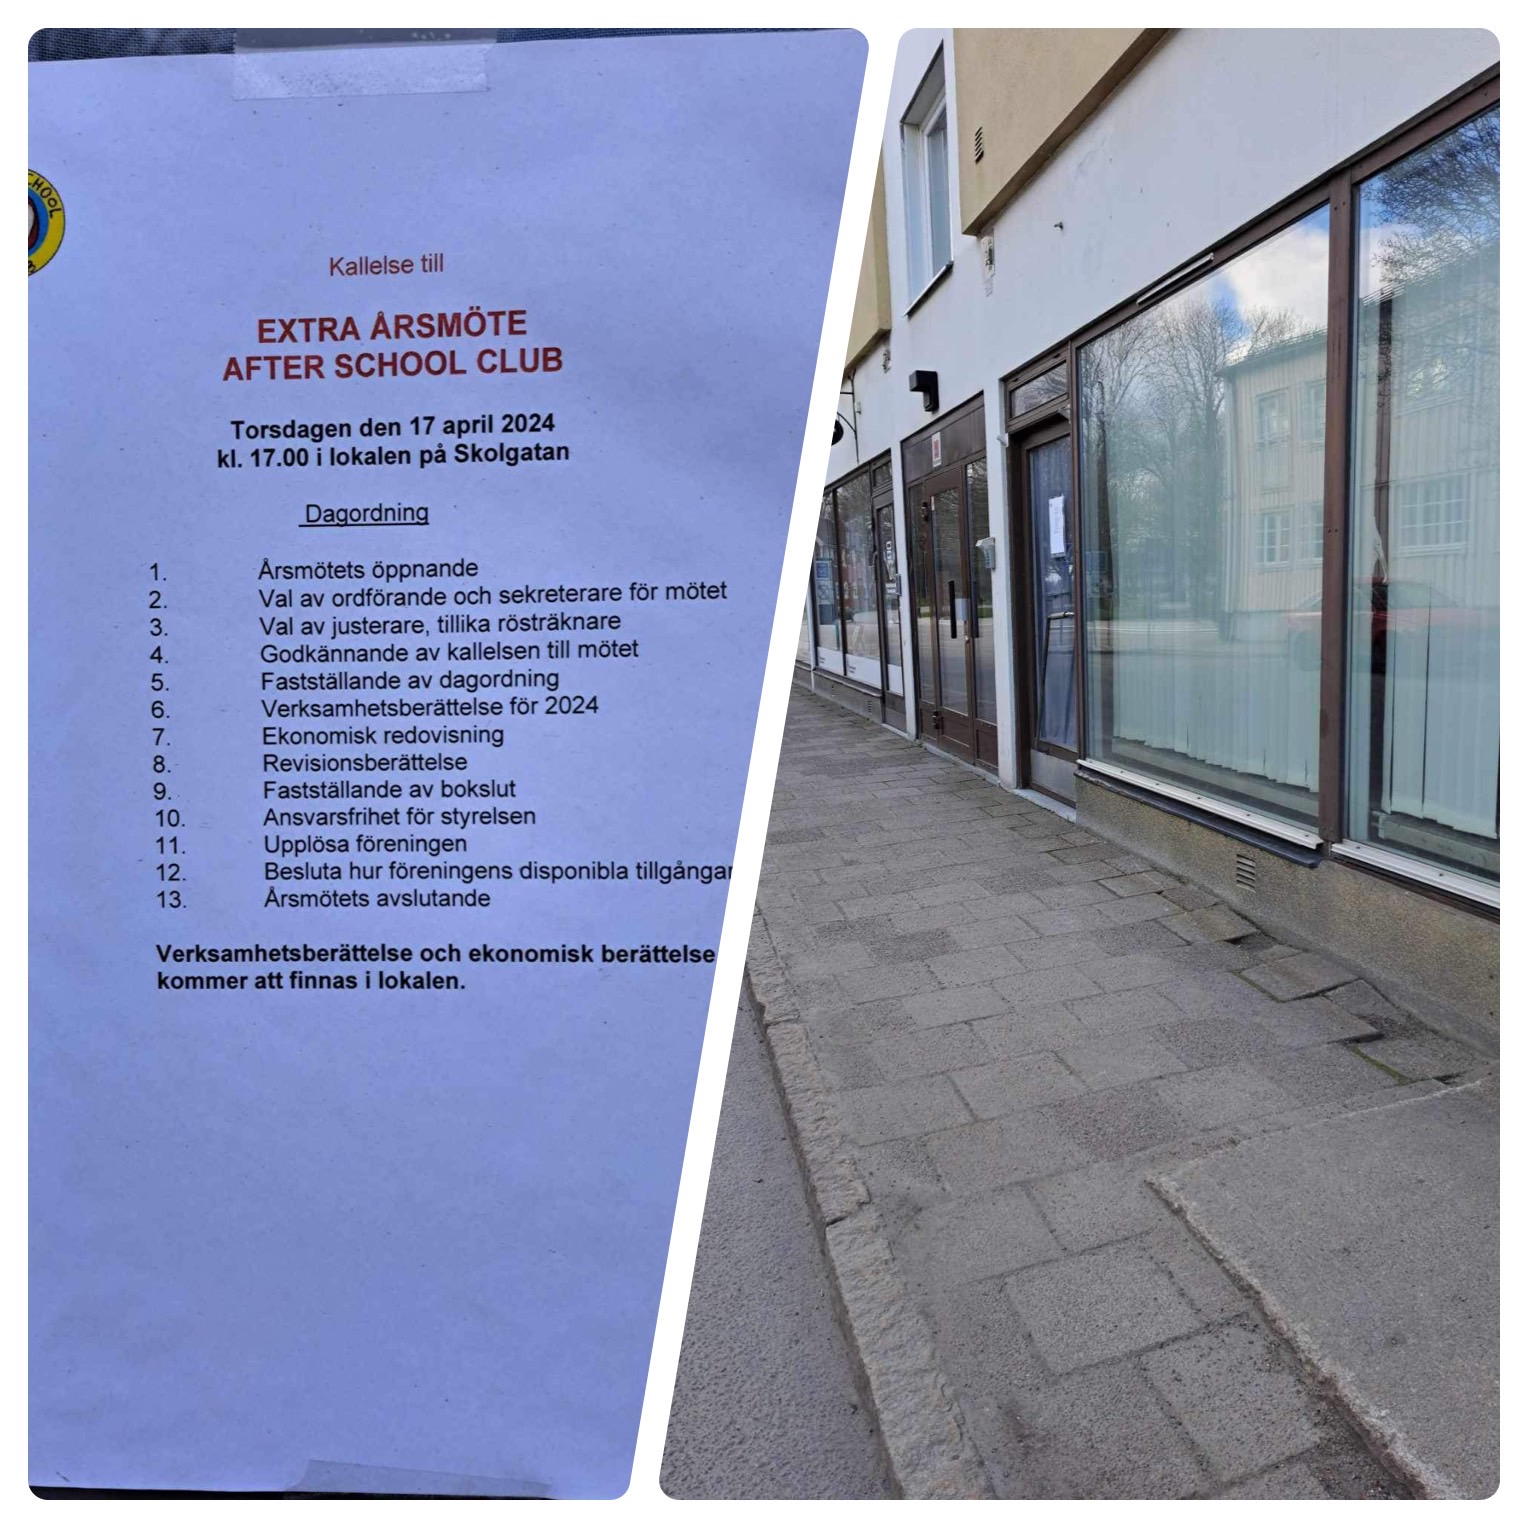 CHOOL
Kallelse till
EXTRA ÅRSMÖTE
AFTER SCHOOL CLUB
Torsdagen den 17 april 2024
kl. 17.00 i lokalen på Skolgatan
Dagordning
1. Årsmötets öppnande
2. Val av ordförande och sekreterare för mötet
3. Val av justerare, tillika rösträknare
4. Godkännande av kallelsen till mötet
5. Fastställande av dagordning
6. Verksamhetsberättelse för 2024
7. Ekonomisk redovisning
8. Revisionsberättelse
9. Fastställande av bokslut
10. Ansvarsfrihet för styrelsen
11. Upplösa föreningen
12. Besluta hur föreningens disponibla tillgångar
13. Årsmötets avslutande
Verksamhetsberättelse och ekonomisk berättelse
kommer att finnas i lokalen.